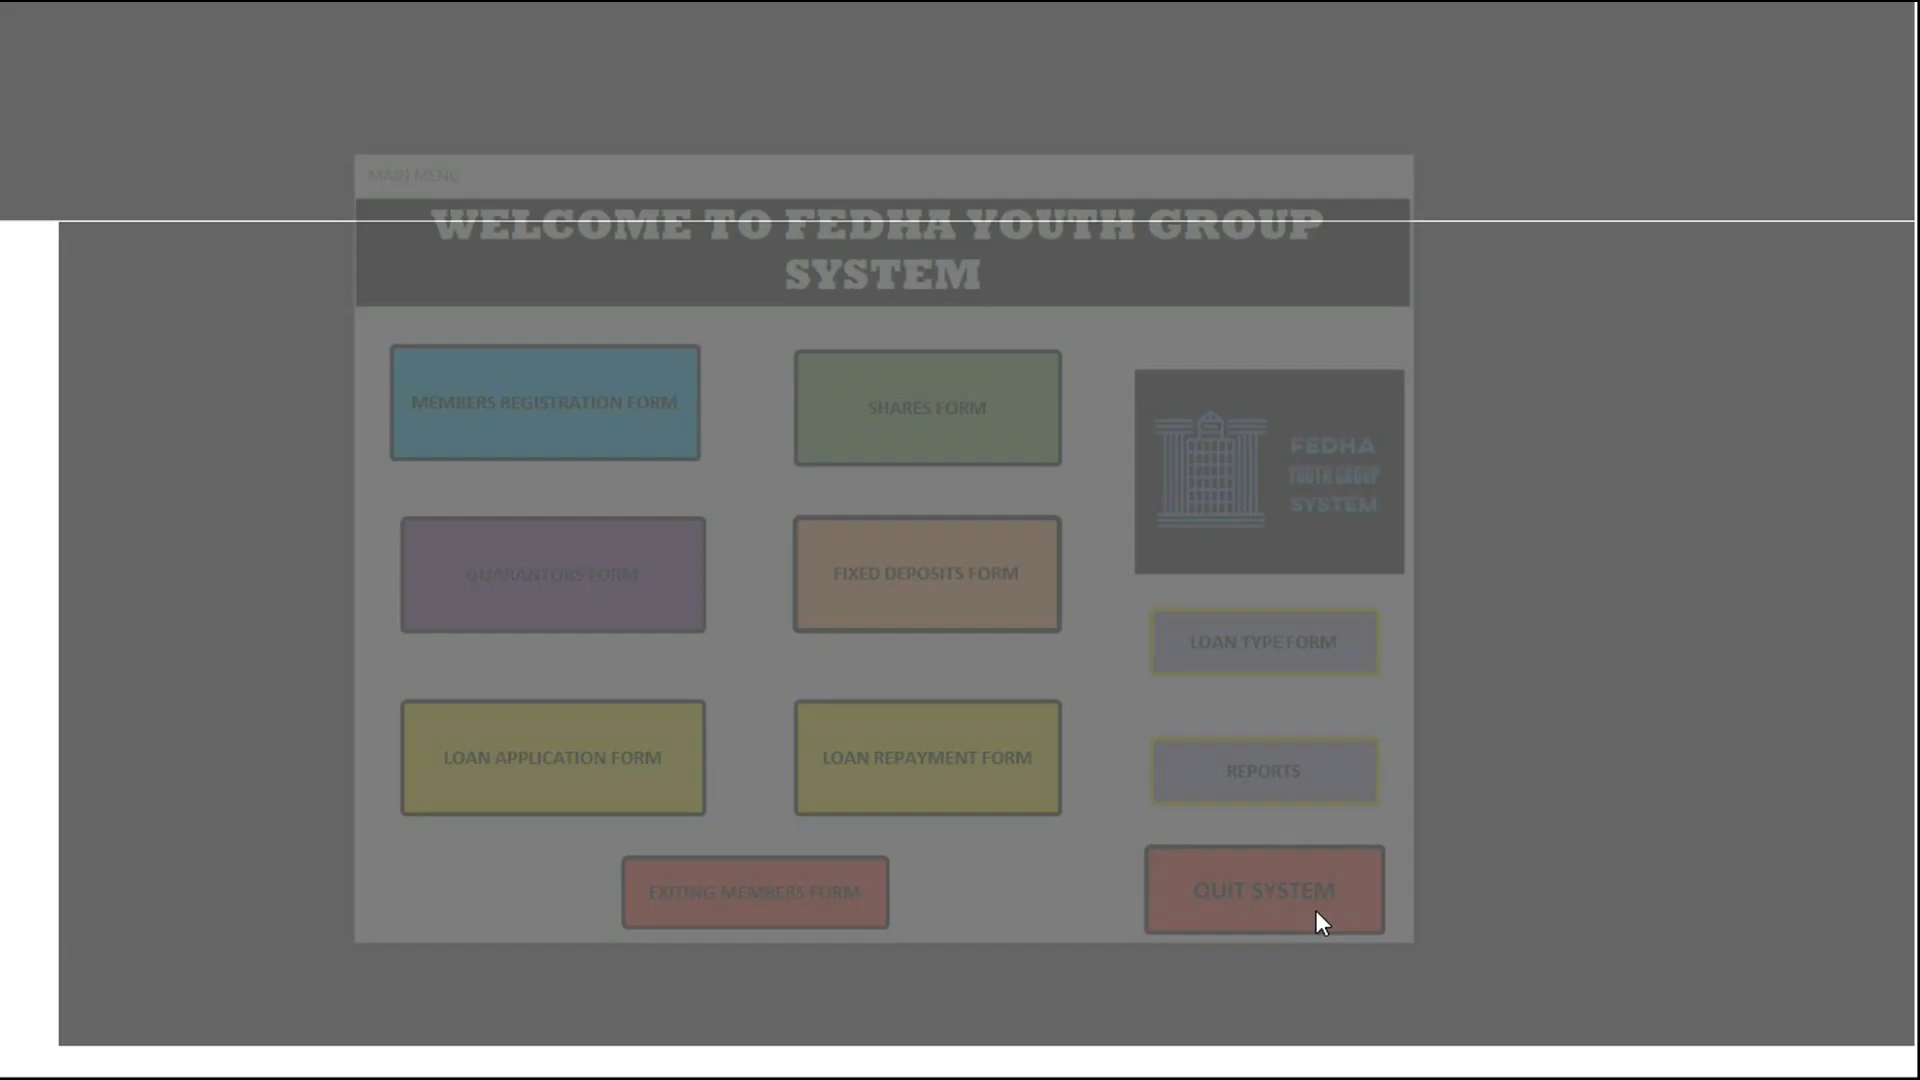 MAIN MENU
WELCOME TO FEDHA YOUTH GROUP
SYSTEM
MEMBERS REGISTRATION FORM
SHARES FORM
FEDHA
YOUTH GROUP
SYSTEM
GUARANTORS FORM
FIXED DEPOSITS FORM
LOAN TYPE FORM
LOAN APPLICATION FORM
LOAN REPAYMENT FORM
REPORTS
EXITING MEMBERS FORM
QUIT SYSTEM